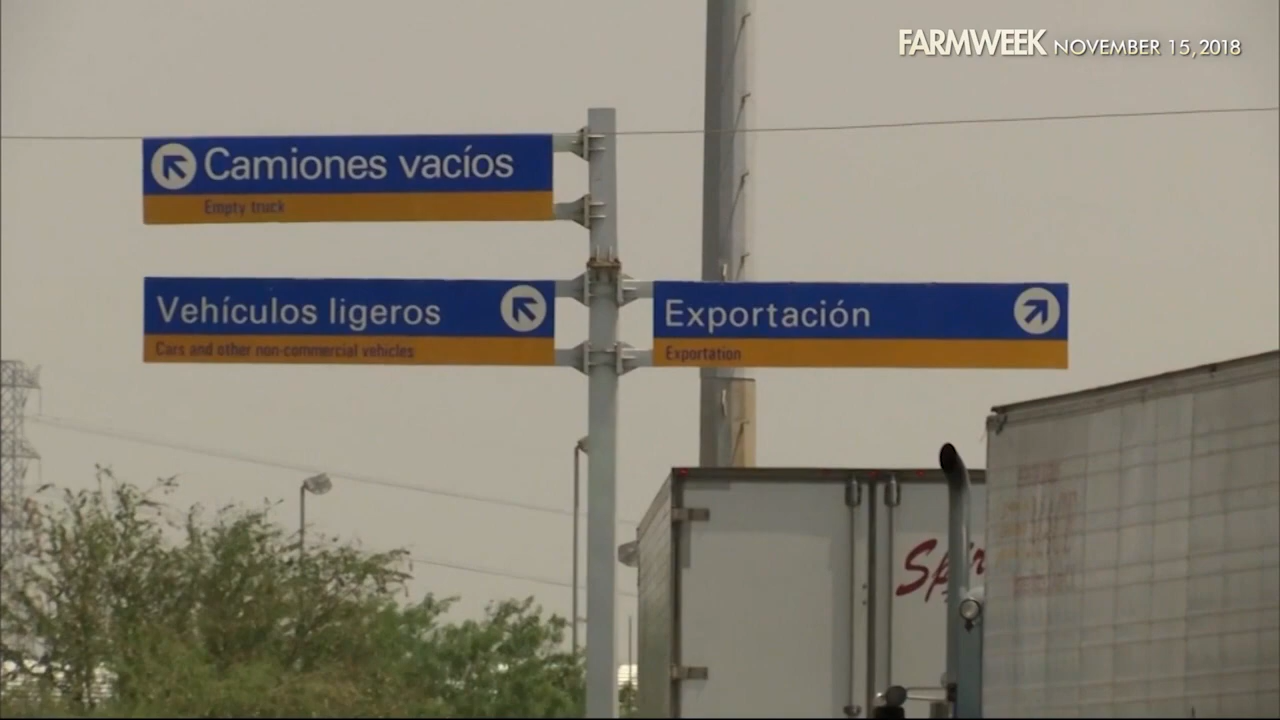 FARMWEEK NOVEMBER 15, 2018
Camiones vacíos
Empty truck
Vehículos ligeros
Cars and other non-commercial vehicles
Exportación
Exportation